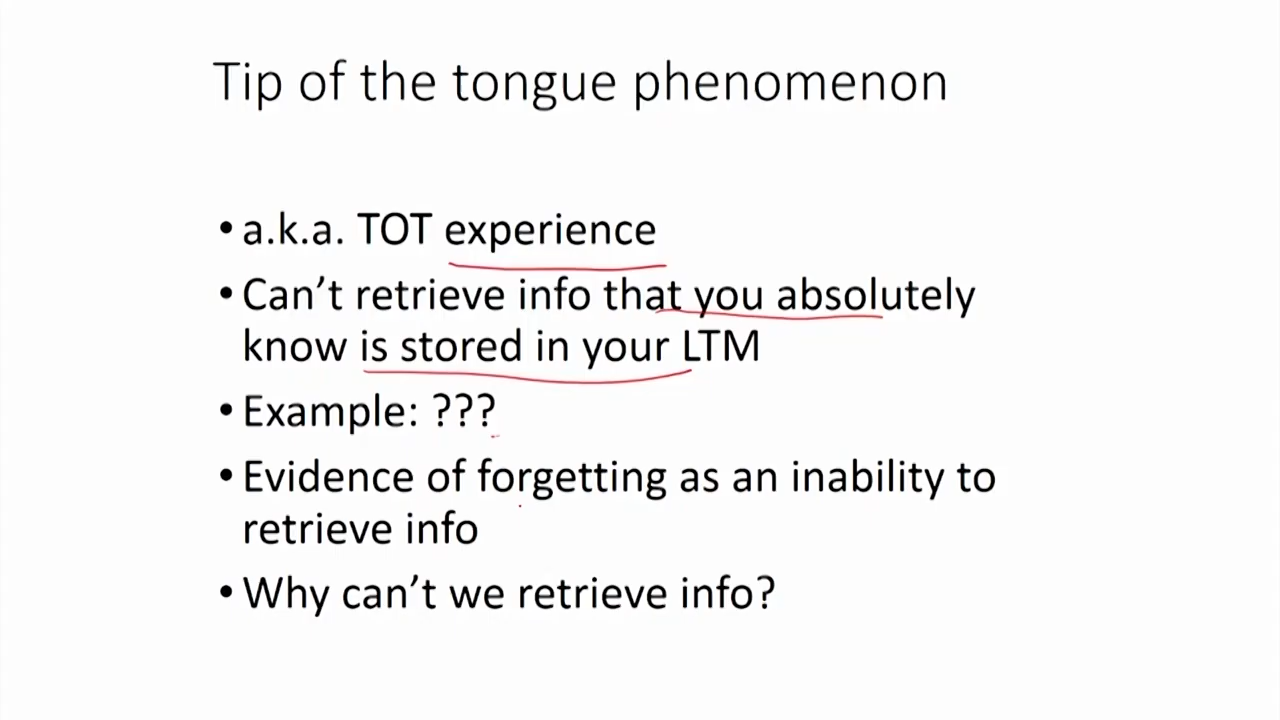 Tip of the tongue phenomenon
• a.k.a. TOT experience
• Can’t retrieve info that you absolutely
know is stored in your LTM
• Example: ???
• Evidence of forgetting as an inability to
retrieve info
• Why can’t we retrieve info?